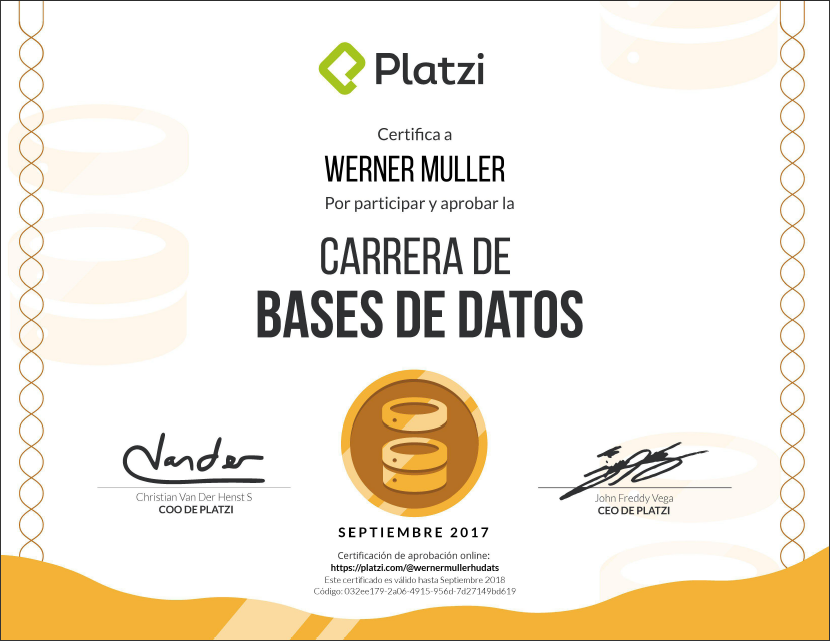 Platzi
Certifica a
WERNER MULLER
Por participar y aprobar la
CARRERA DE
BASES DE DATOS
Vander
Christian Van Der Henst S
COO DE PLATZI
John Freddy Vega
CEO DE PLATZI
SEPTIEMBRE 2017
Certificación de aprobación online:
https://platzi.com/@wernermullerhudats
Este certificado es válido hasta Septiembre 2018
Código: 032ee179-2a06-4915-956d-7d27149bd619